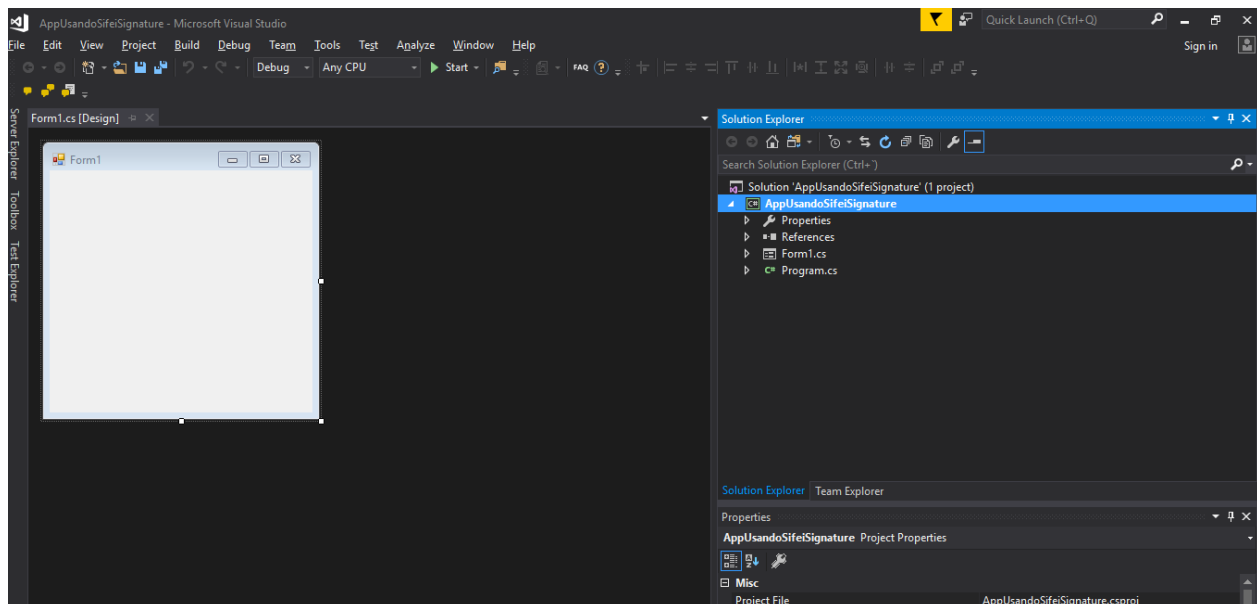 AppUsandoSifeiSignature - Microsoft Visual Studio
Quick Launch (Ctrl+Q)
File Edit View Project Build Debug Team Tools Test Analyze Window Help
Sign in
Debug Any CPU Start FAQ
Server Explorer
Toolbox
Test Explorer
Form1.cs [Design]
Form1
Solution Explorer
Search Solution Explorer (Ctrl+¨)
Solution 'AppUsandoSifeiSignature' (1 project)
C# AppUsandoSifeiSignature
Properties
References
Form1.cs
C# Program.cs
Solution Explorer Team Explorer
Properties
AppUsandoSifeiSignature Project Properties
Misc
Project File AppUsandoSifeiSignature.csproj